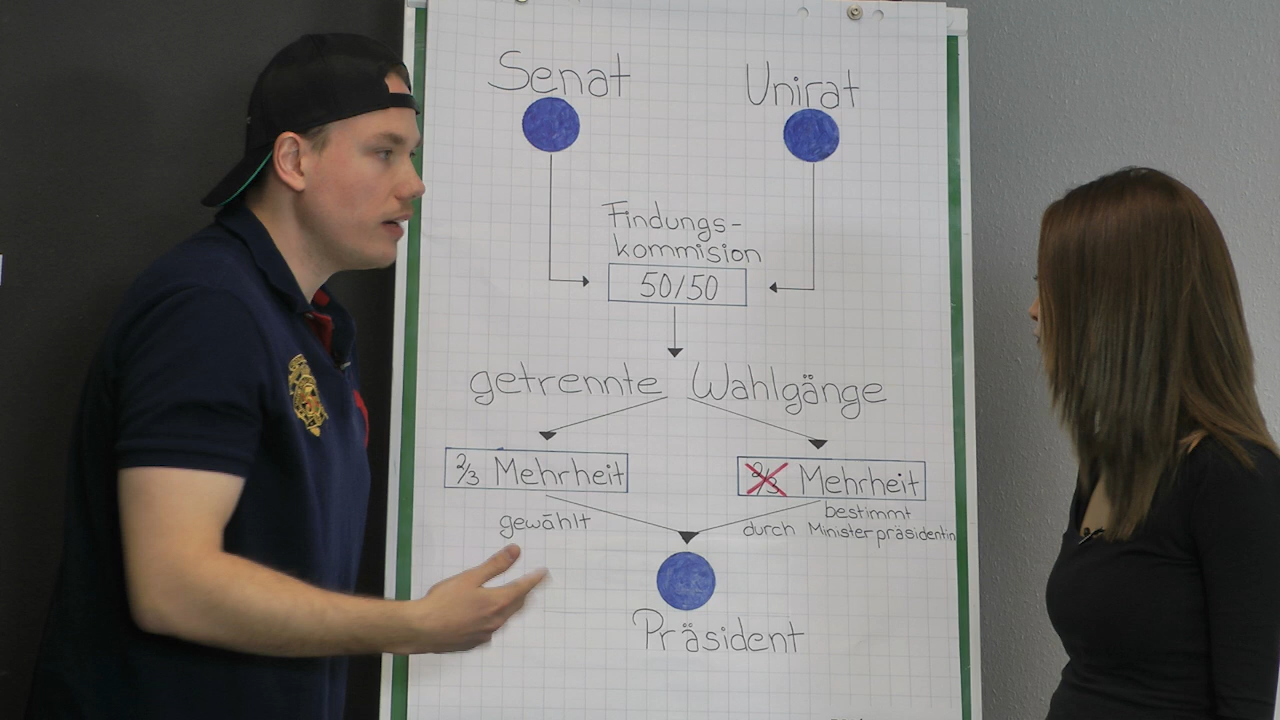 Senat Unirat
Findungs-
kommision
50/50
getrennte Wahlgänge
2/3 Mehrheit 2/3 Mehrheit
gewählt bestimmt
durch Ministerpräsidentin
Präsident